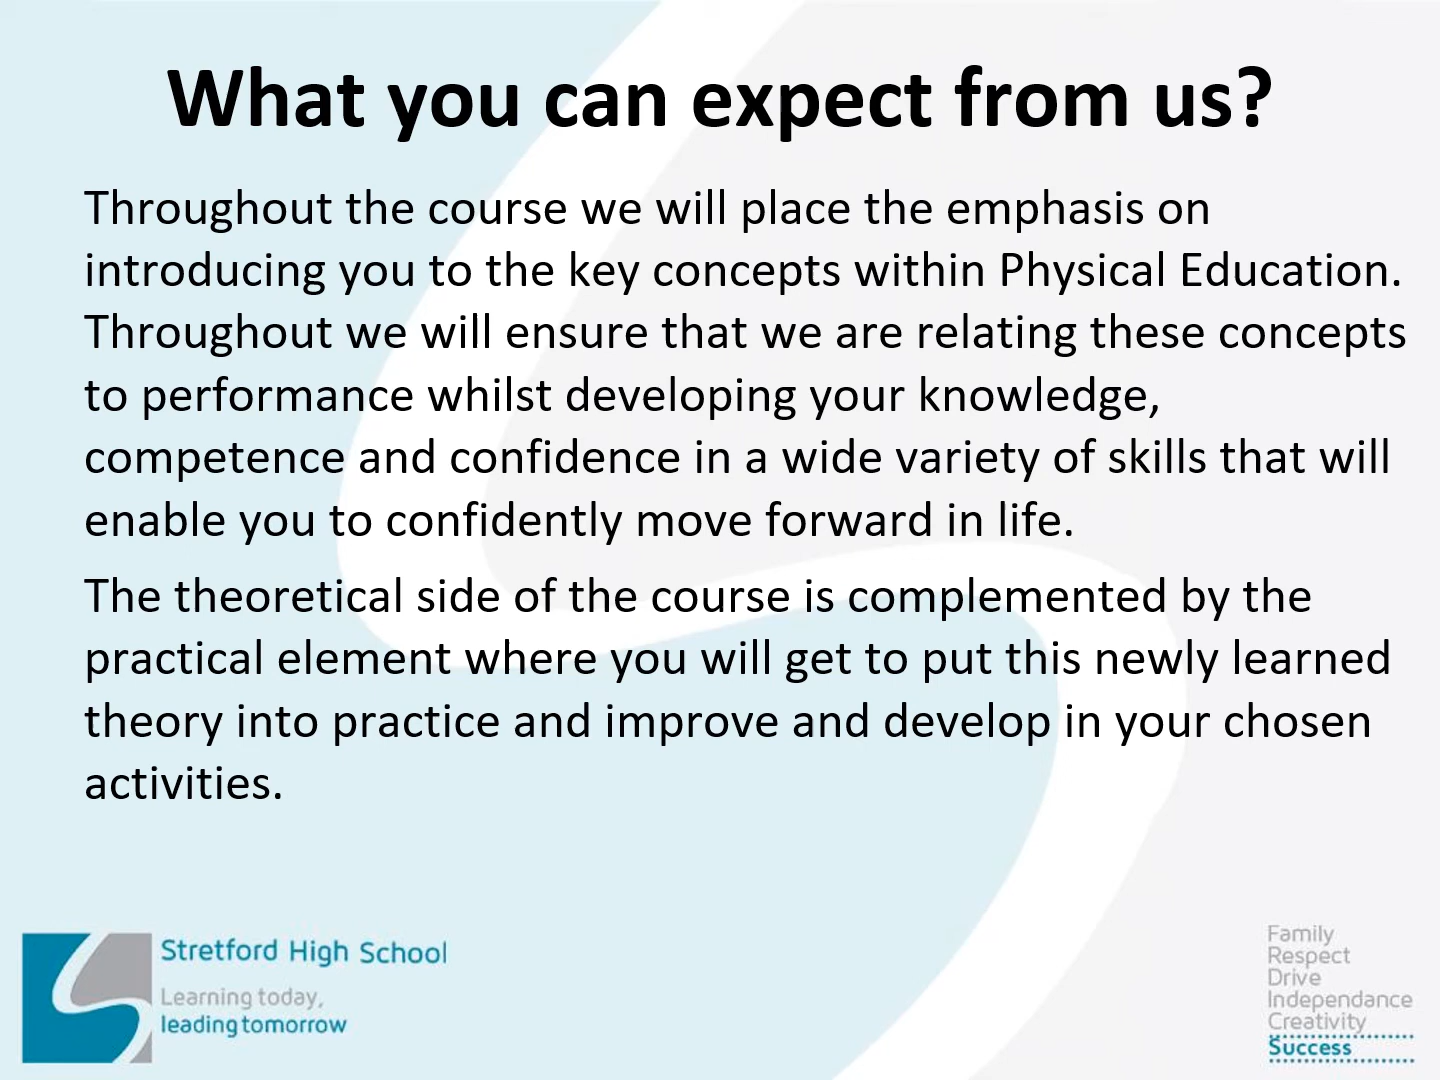 What you can expect from us?
Throughout the course we will place the emphasis on
introducing you to the key concepts within Physical Education.
Throughout we will ensure that we are relating these concepts
to performance whilst developing your knowledge,
competence and confidence in a wide variety of skills that will
enable you to confidently move forward in life.
The theoretical side of the course is complemented by the
practical element where you will get to put this newly learned
theory into practice and improve and develop in your chosen
activities.
Stretford High School
Learning today,
leading tomorrow
Family
Respect
Drive
Independance
Creativity
Success